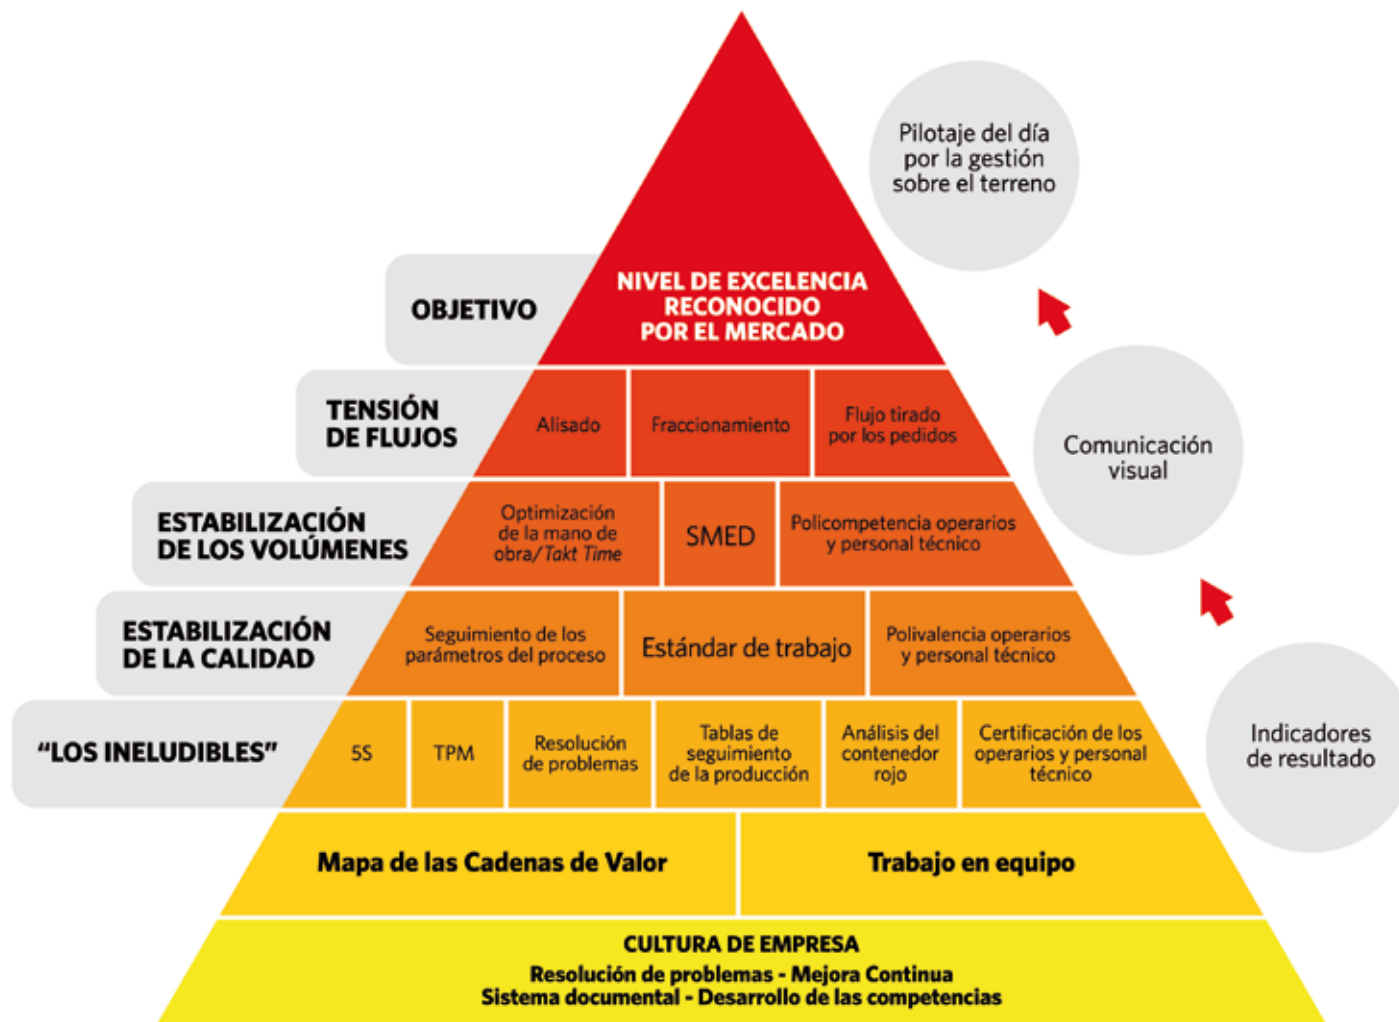 Pilotaje del día
por la gestión
sobre el terreno
OBJETIVO
NIVEL DE EXCELENCIA
RECONOCIDO
POR EL MERCADO
TENSIÓN
DE FLUJOS
Alisado
Fraccionamiento
Flujo tirado
por los pedidos
Comunicación
visual
ESTABILIZACIÓN
DE LOS VOLÚMENES
Optimización
de la mano de
obra/Takt Time
SMED
Policompetencia operarios
y personal técnico
ESTABILIZACIÓN
DE LA CALIDAD
Seguimiento de los
parámetros del proceso
Estándar de trabajo
Polivalencia operarios
y personal técnico
"LOS INELUDIBLES"
5S
TPM
Resolución
de problemas
Tablas de
seguimiento
de la producción
Análisis del
contenedor
rojo
Certificación de los
operarios y personal
técnico
Indicadores
de resultado
Mapa de las Cadenas de Valor
Trabajo en equipo
CULTURA DE EMPRESA
Resolución de problemas - Mejora Continua
Sistema documental - Desarrollo de las competencias